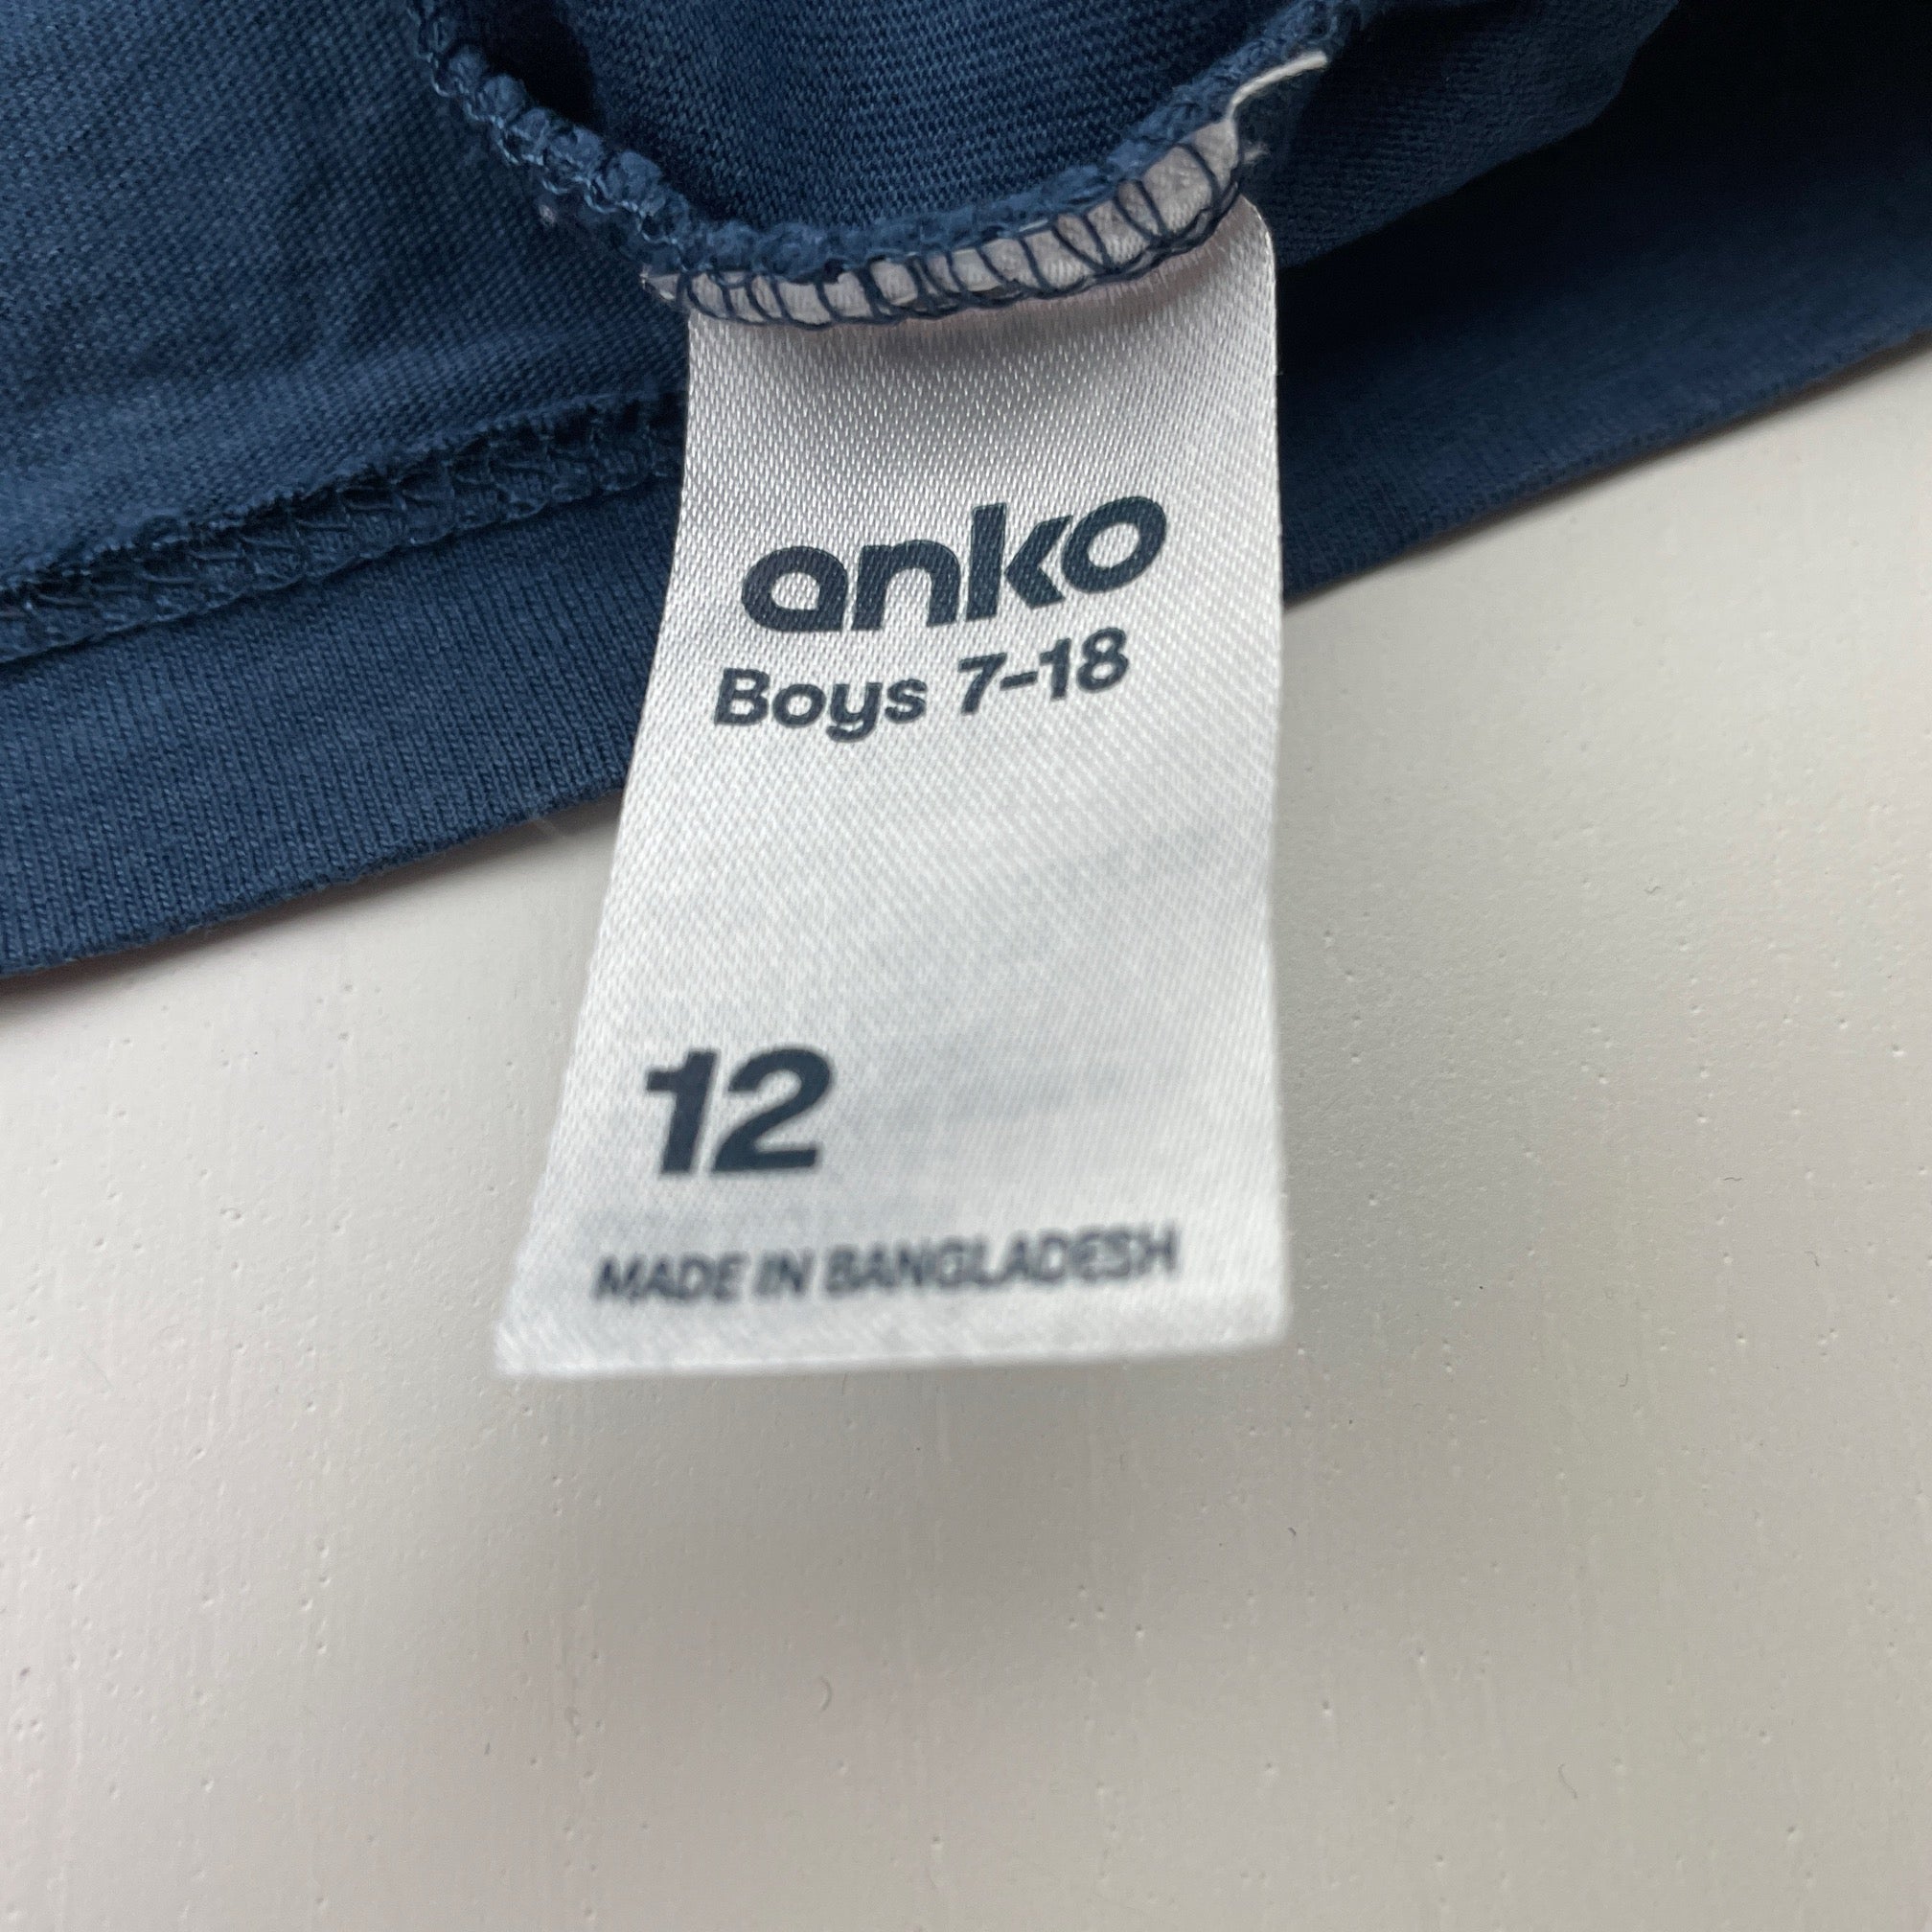 anko
Boys 7-18
12
MADE IN BANGLADESH